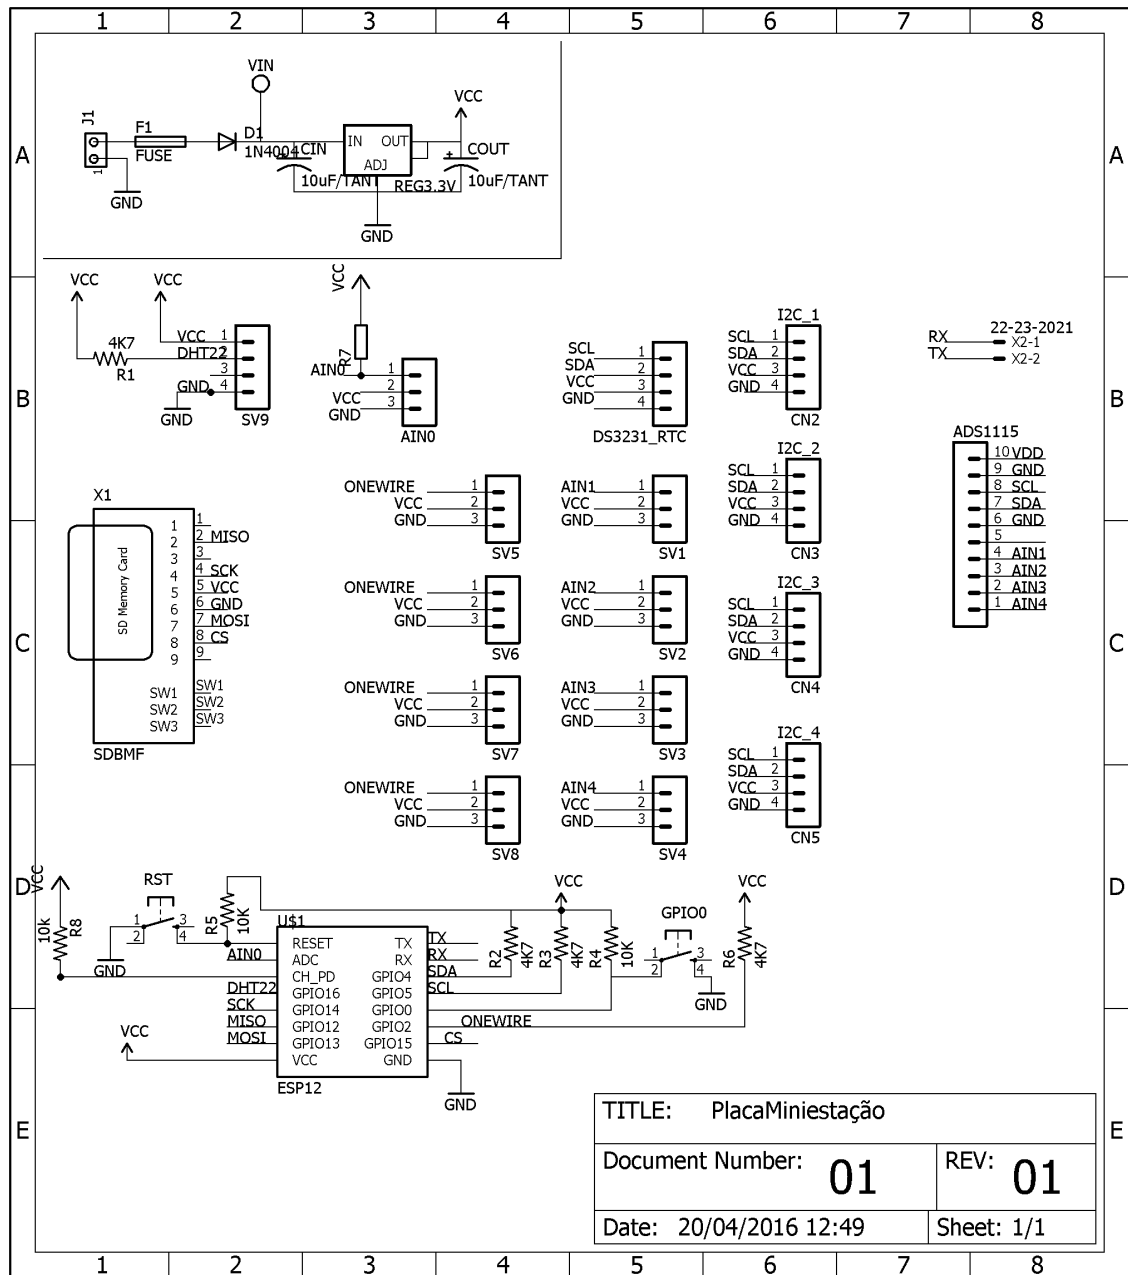 1 2 3 4 5 6 7 8
A A
VIN
VCC
J1
F1
FUSE
D1
1N4004
CIN
10uF/TANT
IN OUT
ADJ
REG3.3V
COUT
10uF/TANT
1
GND
GND
B B
VCC VCC
4K7
R1
VCC 1
DHT22 2
3
GND 4
GND
SV9
VCC
R7
AIN0 1
2
VCC 3
GND
AIN0
SCL 1
SDA 2
VCC 3
GND 4
DS3231_RTC
I2C_1
SCL 1
SDA 2
VCC 3
GND 4
CN2
22-23-2021
RX X2-1
TX X2-2
ADS1115
10 VDD
9 GND
8 SCL
7 SDA
6 GND
5
4 AIN1
3 AIN2
2 AIN3
1 AIN4
C C
X1
SD Memory Card
1 1
2 2 MISO
3 3
4 4 SCK
5 5 VCC
6 6 GND
7 7 MOSI
8 8 CS
9 9
SW1 SW1
SW2 SW2
SW3 SW3
SDBMF
ONEWIRE 1
VCC 2
GND 3
SV5
AIN1 1
VCC 2
GND 3
SV1
I2C_2
SCL 1
SDA 2
VCC 3
GND 4
CN3
ONEWIRE 1
VCC 2
GND 3
SV6
AIN2 1
VCC 2
GND 3
SV2
I2C_3
SCL 1
SDA 2
VCC 3
GND 4
CN4
ONEWIRE 1
VCC 2
GND 3
SV7
AIN3 1
VCC 2
GND 3
SV3
I2C_4
SCL 1
SDA 2
VCC 3
GND 4
CN5
ONEWIRE 1
VCC 2
GND 3
SV8
AIN4 1
VCC 2
GND 3
SV4
D D
VCC
10k
R8
RST
1 3
2 4
GND
R5
10K
U$1
AIN0
DHT22
SCK
MISO
MOSI
VCC
RESET TX TX
ADC RX RX
CH_PD GPIO4 SDA
GPIO16 GPIO5 SCL
GPIO14 GPIO0
GPIO12 GPIO2 ONEWIRE
GPIO13 GPIO15 CS
VCC GND
ESP12
GND
VCC
R2
4K7
R3
4K7
R4
10K
GPIO0
1 3
2 4
GND
VCC
R6
4K7
E E
TITLE: PlacaMiniestação
Document Number: 01
REV: 01
Date: 20/04/2016 12:49
Sheet: 1/1
1 2 3 4 5 6 7 8